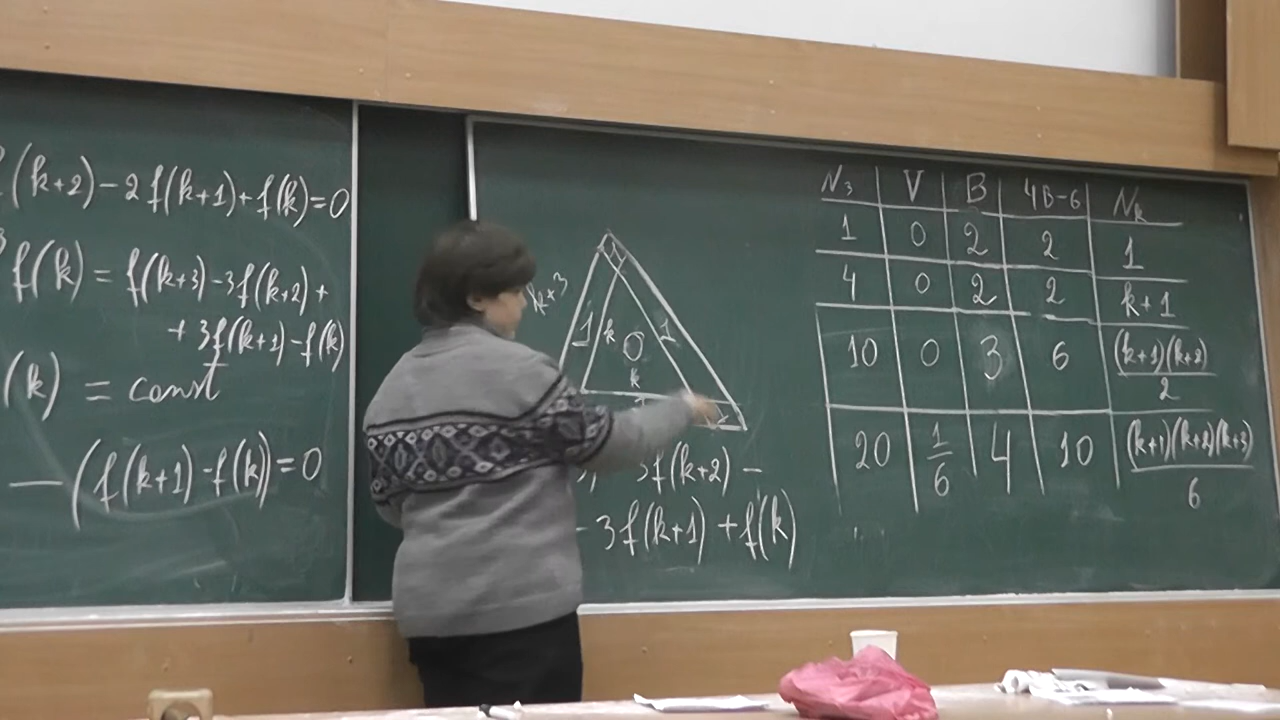 (k+2)-2f(k+1)+f(k)=0
f(k) = f(k+3)-3f(k+2)+
+3f(k+1)-f(k)
(k) = const
-(f(k+1)-f(k))=0
k+3
1 k 0 1
k
3f(k+2)-
-3f(k+1)+f(k)
N₃ V B 4B-6 Nₖ
1 0 2 2 1
4 0 2 2 k+1
10 0 3 6 (k+1)(k+2)/2
20 1/6 4 10 (k+1)(k+2)(k+3)/6